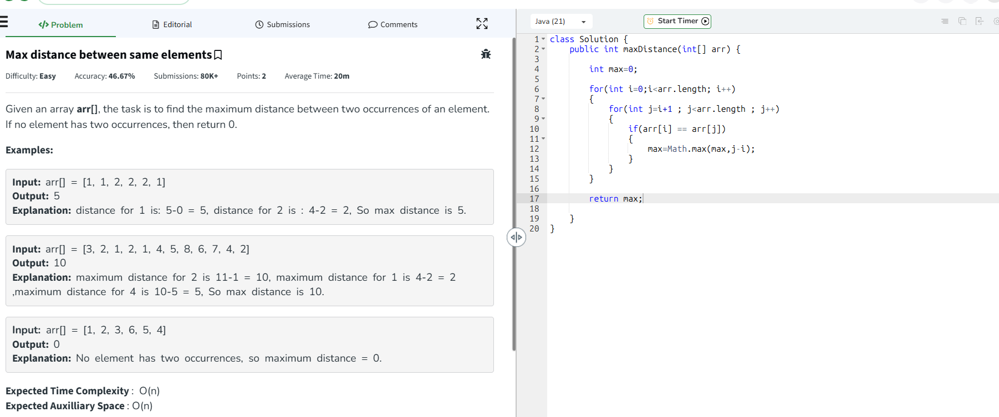 Problem
Editorial
Submissions
Comments
Max distance between same elements
Difficulty: Easy Accuracy: 46.67% Submissions: 80K+ Points: 2 Average Time: 20m
Given an array arr[], the task is to find the maximum distance between two occurrences of an element.
If no element has two occurrences, then return 0.
Examples:
Input: arr[] = [1, 1, 2, 2, 2, 1]
Output: 5
Explanation: distance for 1 is: 5-0 = 5, distance for 2 is : 4-2 = 2, So max distance is 5.
Input: arr[] = [3, 2, 1, 2, 1, 4, 5, 8, 6, 7, 4, 2]
Output: 10
Explanation: maximum distance for 2 is 11-1 = 10, maximum distance for 1 is 4-2 = 2
,maximum distance for 4 is 10-5 = 5, So max distance is 10.
Input: arr[] = [1, 2, 3, 6, 5, 4]
Output: 0
Explanation: No element has two occurrences, so maximum distance = 0.
Expected Time Complexity : O(n)
Expected Auxilliary Space : O(n)
Java (21)
Start Timer
1 class Solution {
2 public int maxDistance(int[] arr) {
3
4 int max=0;
5
6 for(int i=0;i<arr.length; i++)
7 {
8 for(int j=i+1 ; j<arr.length ; j++)
9 {
10 if(arr[i] == arr[j])
11 {
12 max=Math.max(max,j-i);
13 }
14 }
15 }
16
17 return max;
18
19 }
20 }